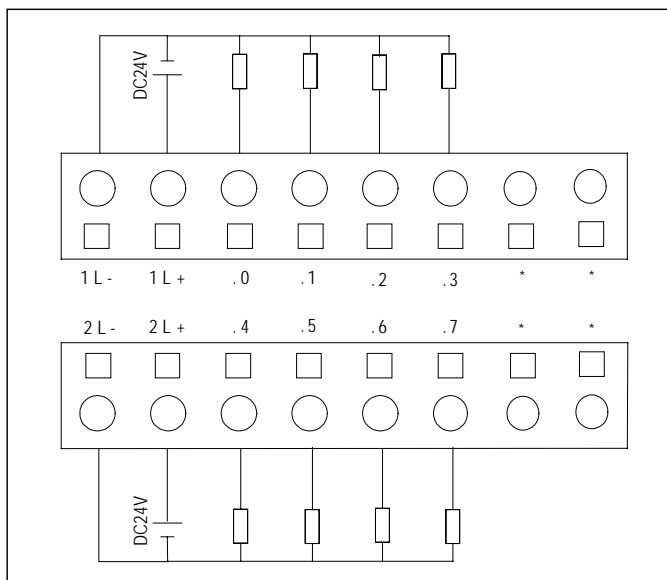 DC24V
1 L - 1 L + . 0 . 1 . 2 . 3 * *
2 L - 2 L + . 4 . 5 . 6 . 7 * *
DC24V